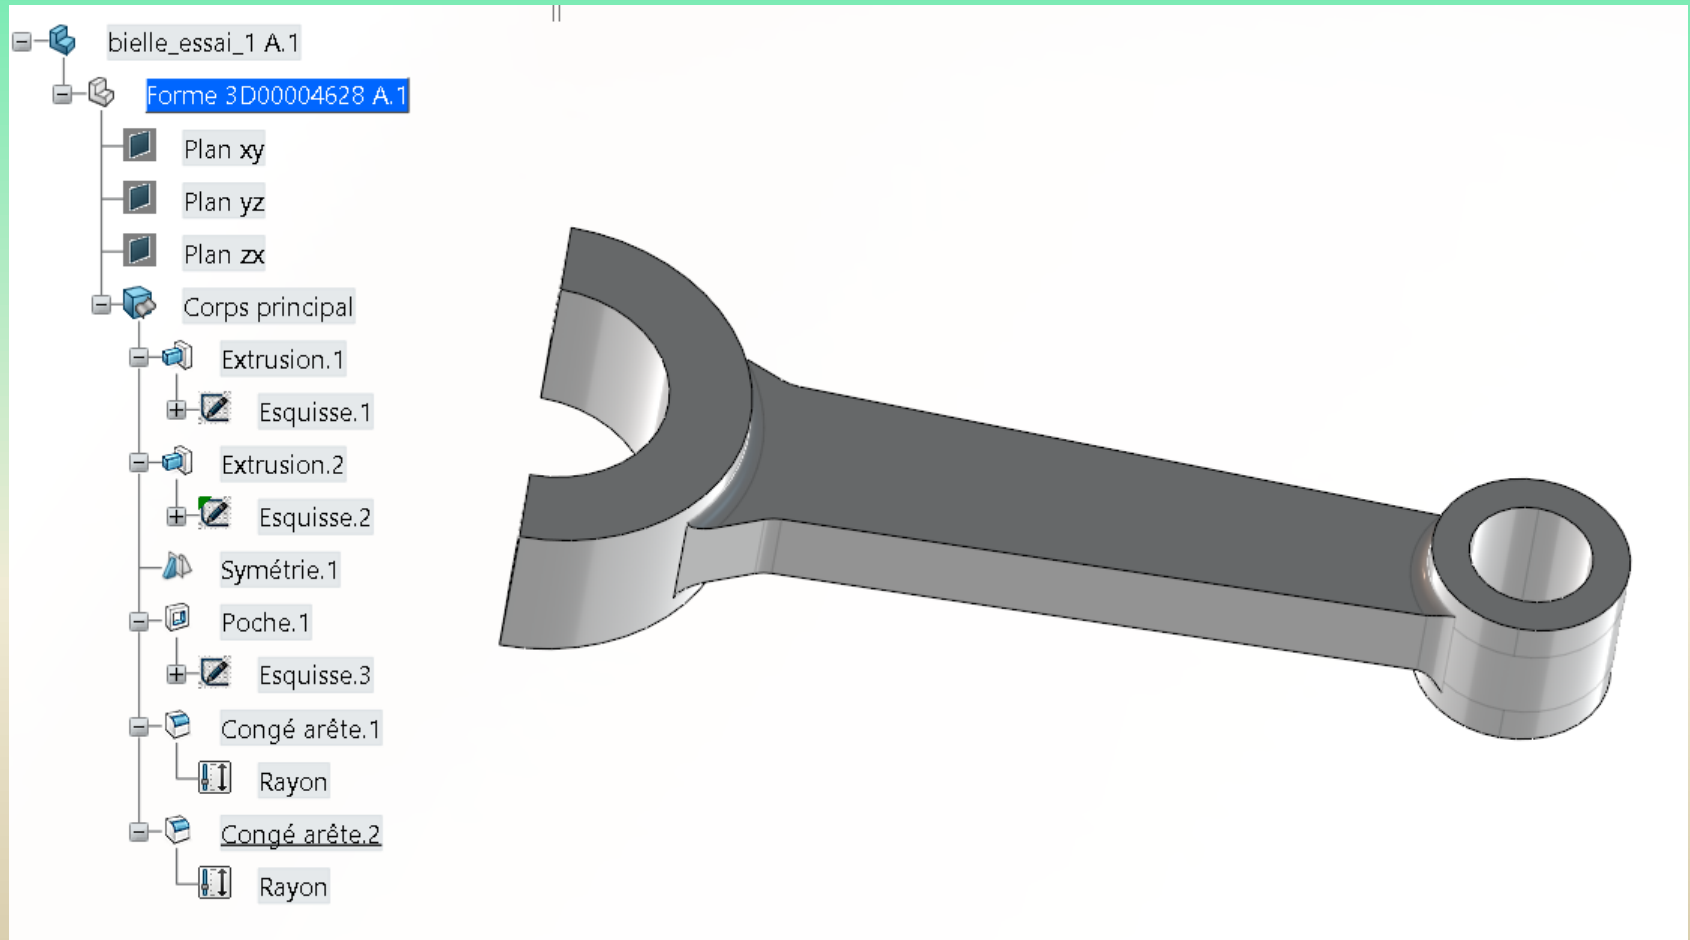 bielle_essai_1 A.1
Forme 3D00004628 A.1
Plan xy
Plan yz
Plan zx
Corps principal
Extrusion.1
Esquisse.1
Extrusion.2
Esquisse.2
Symétrie.1
Poche.1
Esquisse.3
Congé arête.1
Rayon
Congé arête.2
Rayon